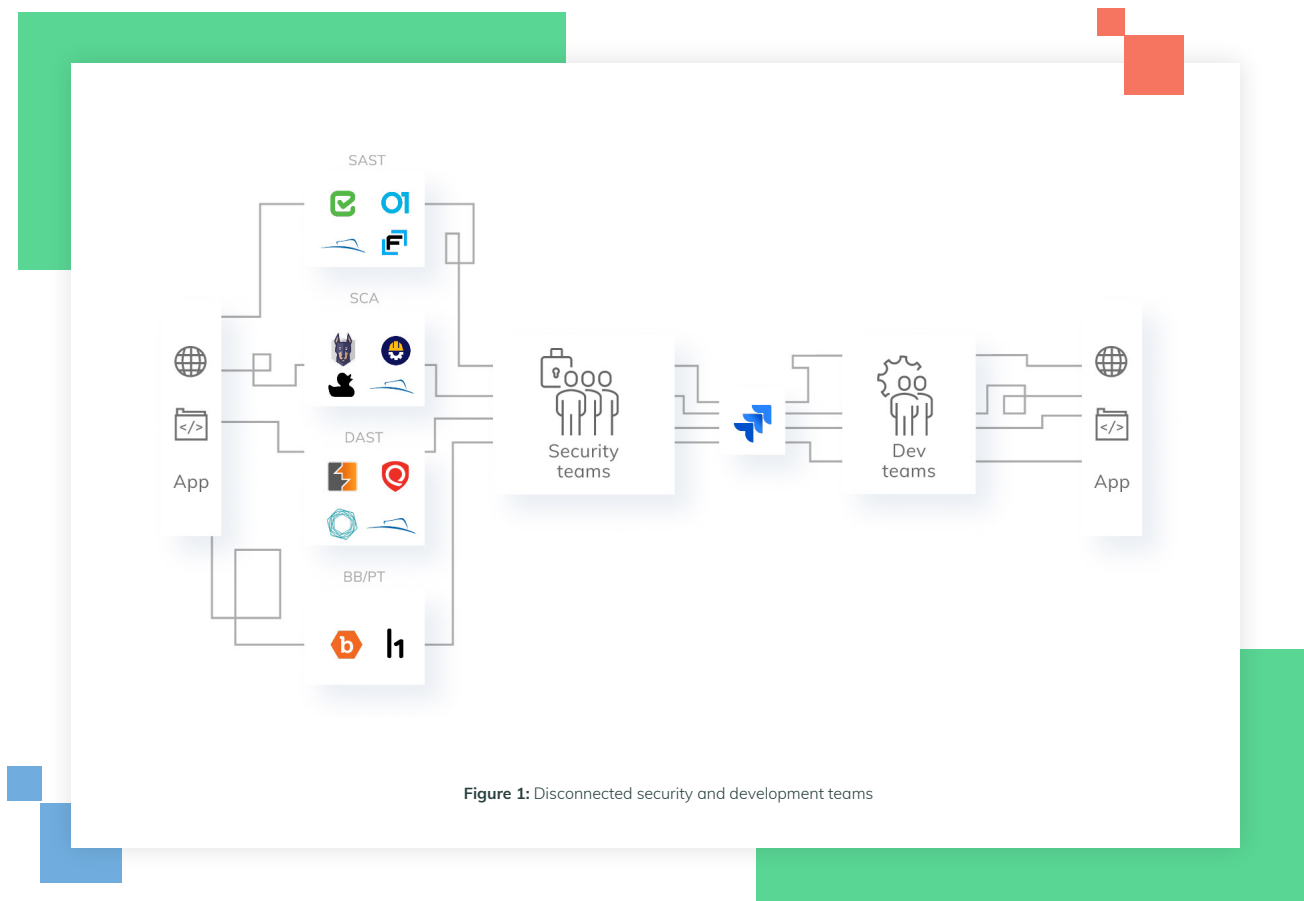 SAST
SCA
DAST
BB/PT
</>
App
Security
teams
Dev
teams
</>
App
Figure 1: Disconnected security and development teams